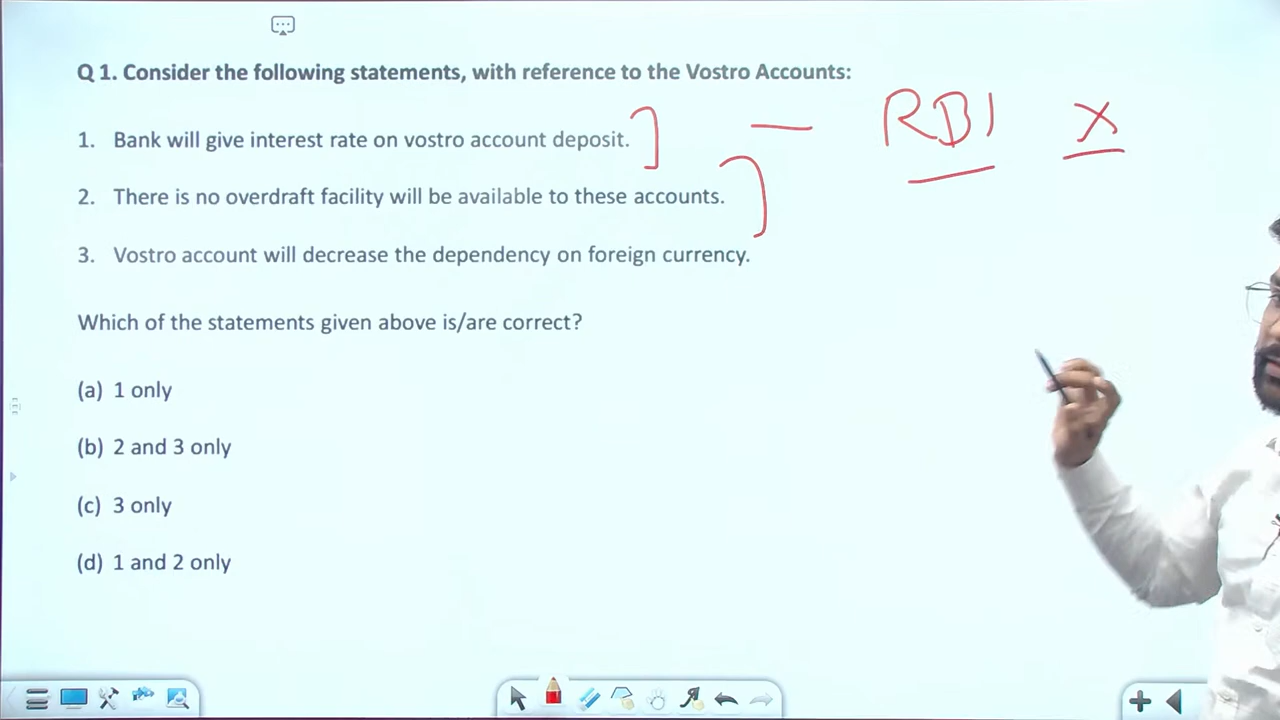 Q 1. Consider the following statements, with reference to the Vostro Accounts:
1. Bank will give interest rate on vostro account deposit.
RBI X
2. There is no overdraft facility will be available to these accounts.
3. Vostro account will decrease the dependency on foreign currency.
Which of the statements given above is/are correct?
(a) 1 only
(b) 2 and 3 only
(c) 3 only
(d) 1 and 2 only